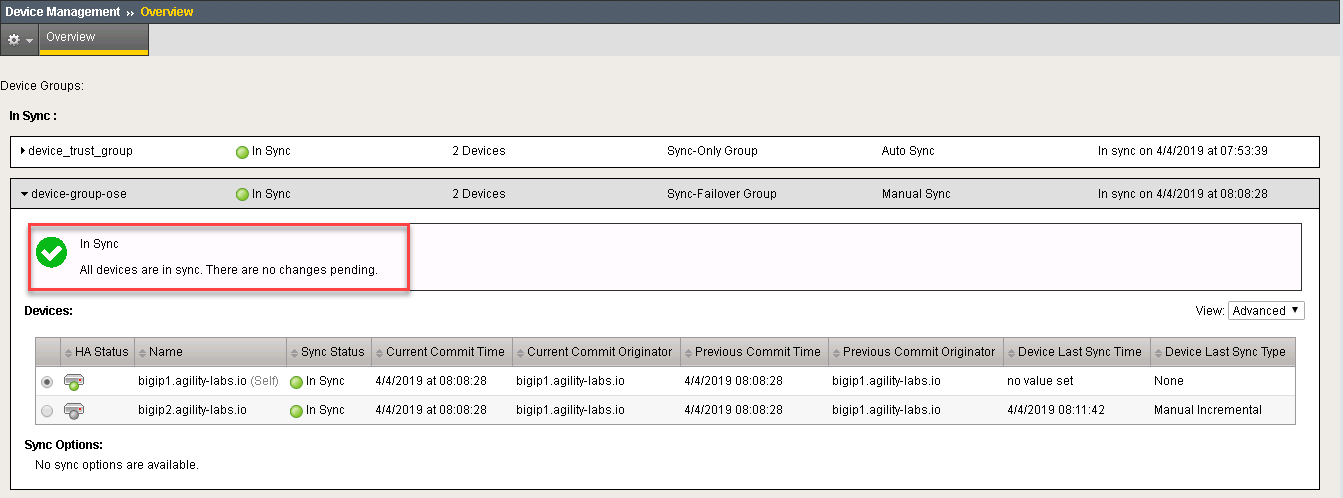 Device Management ›› Overview
Overview
Device Groups:
In Sync :
device_trust_group In Sync 2 Devices Sync-Only Group Auto Sync In sync on 4/4/2019 at 07:53:39
device-group-ose In Sync 2 Devices Sync-Failover Group Manual Sync In sync on 4/4/2019 at 08:08:28
In Sync
All devices are in sync. There are no changes pending.
Devices: View: Advanced
HA Status Name Sync Status Current Commit Time Current Commit Originator Previous Commit Time Previous Commit Originator Device Last Sync Time Device Last Sync Type
bigip1.agility-labs.io (Self) In Sync 4/4/2019 at 08:08:28 bigip1.agility-labs.io 4/4/2019 08:08:28 bigip1.agility-labs.io no value set None
bigip2.agility-labs.io In Sync 4/4/2019 at 08:08:28 bigip1.agility-labs.io 4/4/2019 08:08:28 bigip1.agility-labs.io 4/4/2019 08:11:42 Manual Incremental
Sync Options:
No sync options are available.